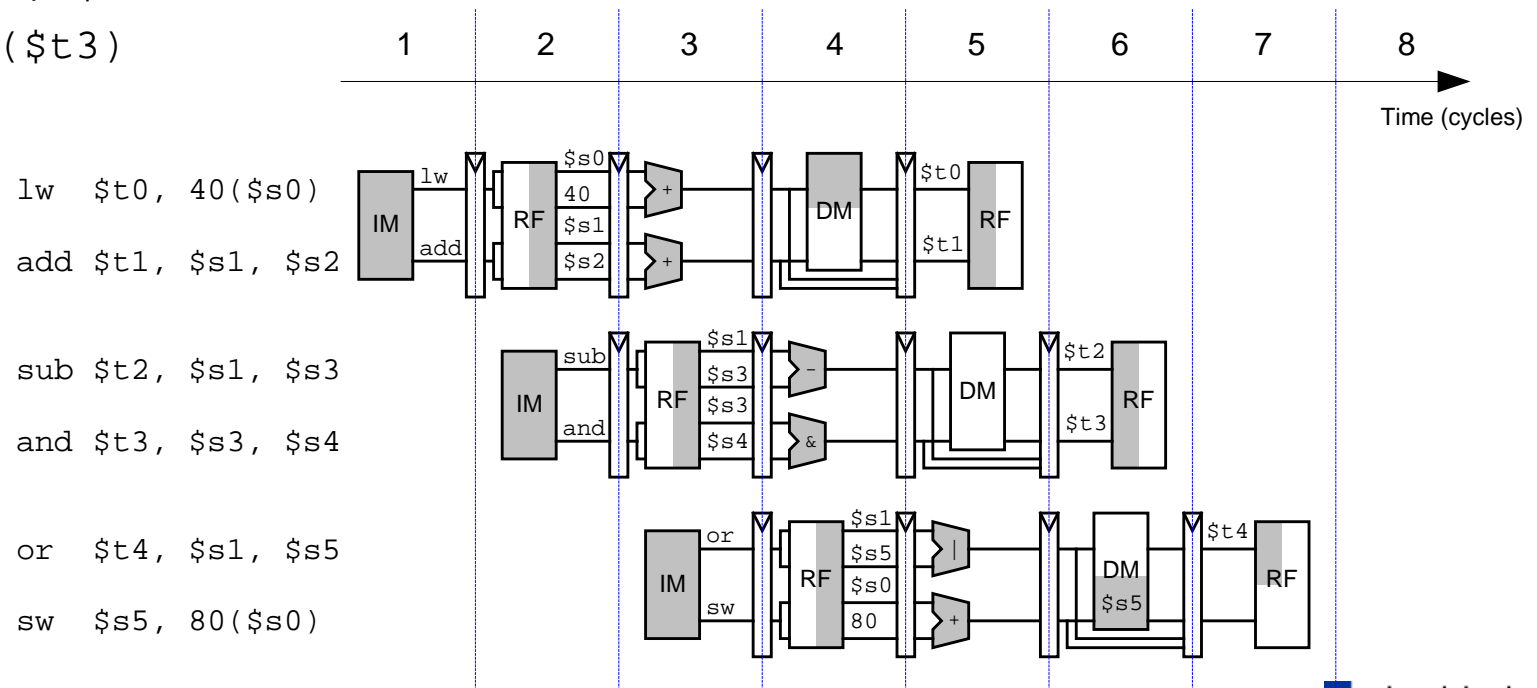 ($t3)
1 2 3 4 5 6 7 8
Time (cycles)
lw $t0, 40($s0)
add $t1, $s1, $s2
IM
lw
add
RF
$s0
40
$s1
$s2
+
+
DM
$t0
$t1
RF
sub $t2, $s1, $s3
and $t3, $s3, $s4
IM
sub
and
RF
$s1
$s3
$s3
$s4
-
&
DM
$t2
$t3
RF
or $t4, $s1, $s5
sw $s5, 80($s0)
IM
or
sw
RF
$s1
$s5
$s0
80
|
+
DM
$s5
$t4
RF